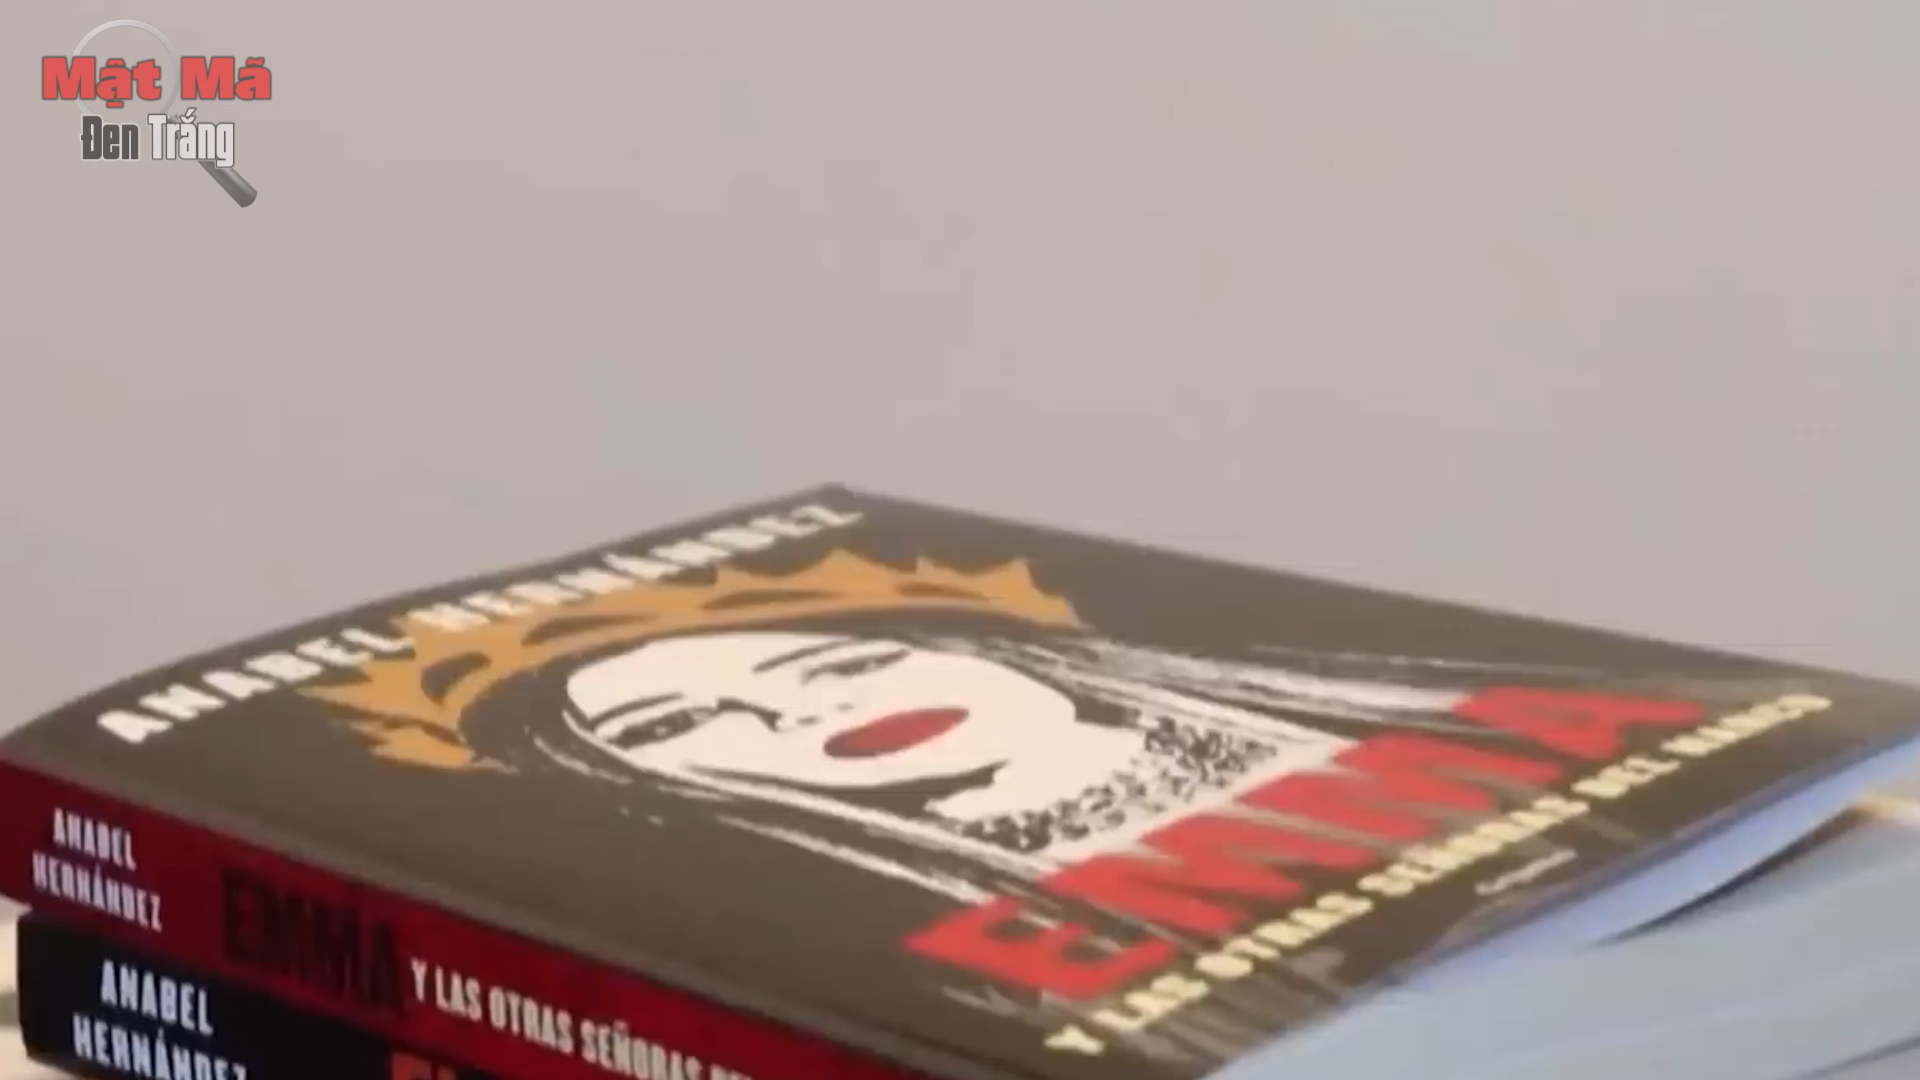 Mật Mã
Đen Trắng
ANABEL HERNÁNDEZ
EMMA
Y LAS OTRAS SEÑORAS DEL NARCO
ANABEL
HERNÁNDEZ
EMMA Y LAS OTRAS SEÑORAS
ANABEL
HERNÁNDEZ